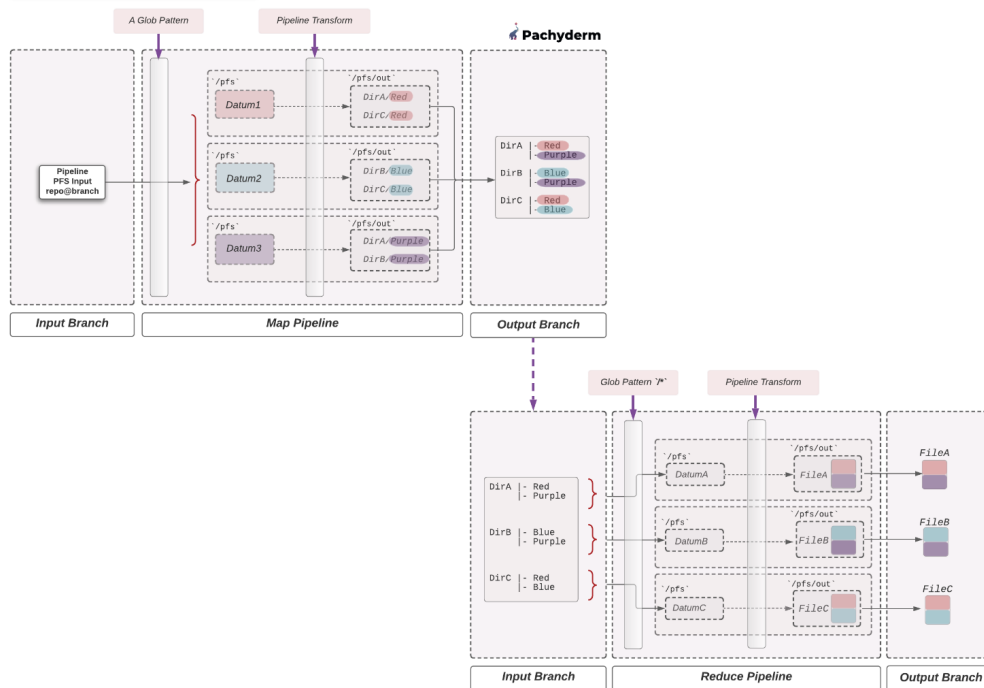 A Glob Pattern
Pipeline Transform
Pachyderm
`/pfs`
`/pfs/out`
Datum1
DirA/Red
DirC/Red
Pipeline
PFS Input
repo@branch
`/pfs`
`/pfs/out`
Datum2
DirB/Blue
DirC/Blue
`/pfs`
`/pfs/out`
Datum3
DirA/Purple
DirB/Purple
DirA |- Red
|- Purple
DirB |- Blue
|- Purple
DirC |- Red
|- Blue
Input Branch
Map Pipeline
Output Branch
Glob Pattern `/*`
Pipeline Transform
DirA |- Red
|- Purple
DirB |- Blue
|- Purple
DirC |- Red
|- Blue
`/pfs`
`/pfs/out`
DatumA
FileA
FileA
`/pfs`
`/pfs/out`
DatumB
FileB
FileB
`/pfs`
`/pfs/out`
DatumC
FileC
FileC
Input Branch
Reduce Pipeline
Output Branch